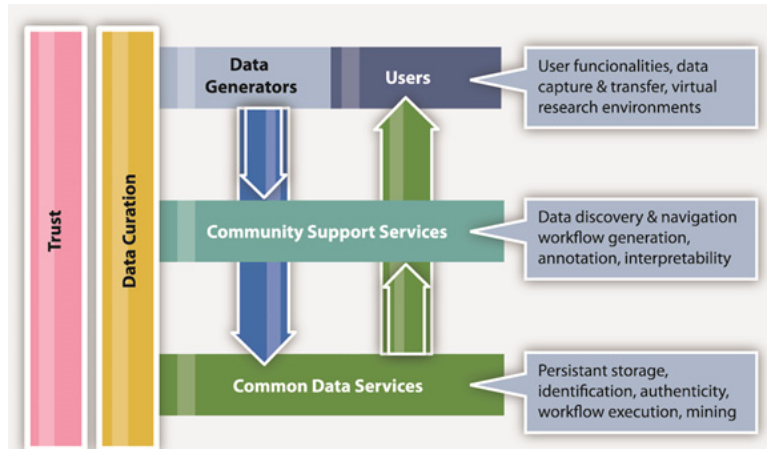 Trust
Data Curation
Data
Generators
Users
User funcionalities, data
capture & transfer, virtual
research environments
Community Support Services
Data discovery & navigation
workflow generation,
annotation, interpretability
Common Data Services
Persistant storage,
identification, authenticity,
workflow execution, mining